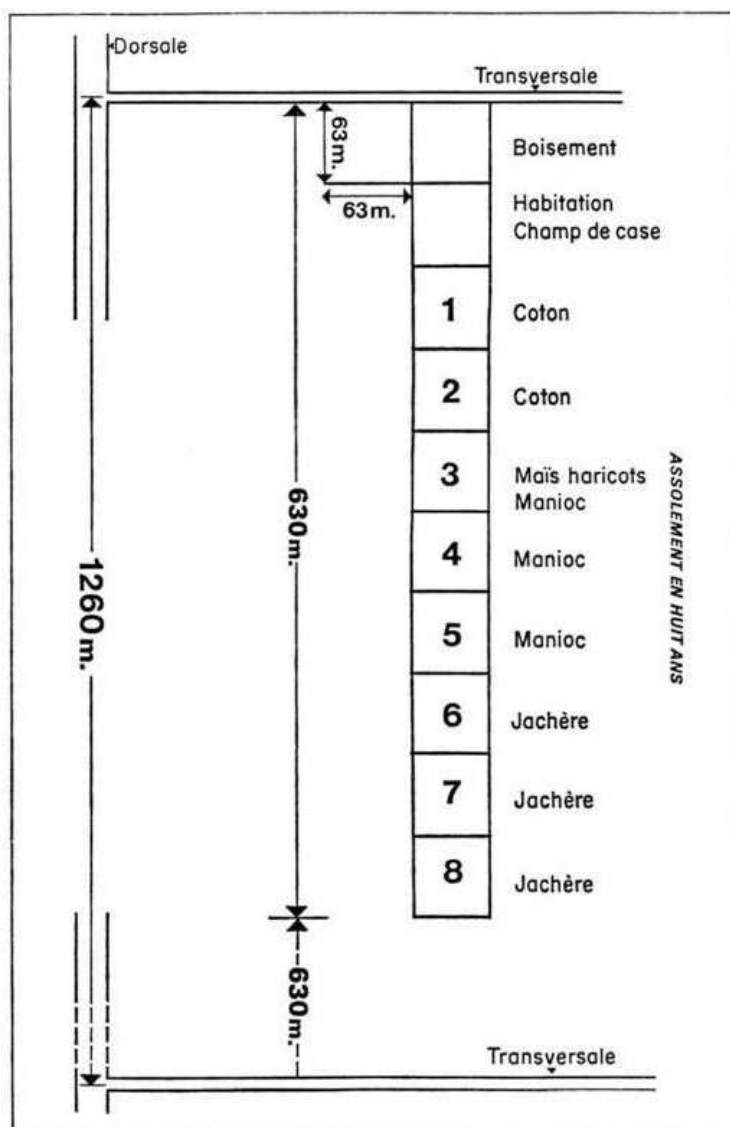 Dorsale
Transversale
63m.
63m.
Boisement
Habitation
Champ de case
1
Coton
2
Coton
3
Maïs haricots
Manioc
4
Manioc
5
Manioc
6
Jachère
7
Jachère
8
Jachère
ASSOLEMENT EN HUIT ANS
630m.
1260m.
630m.
Transversale